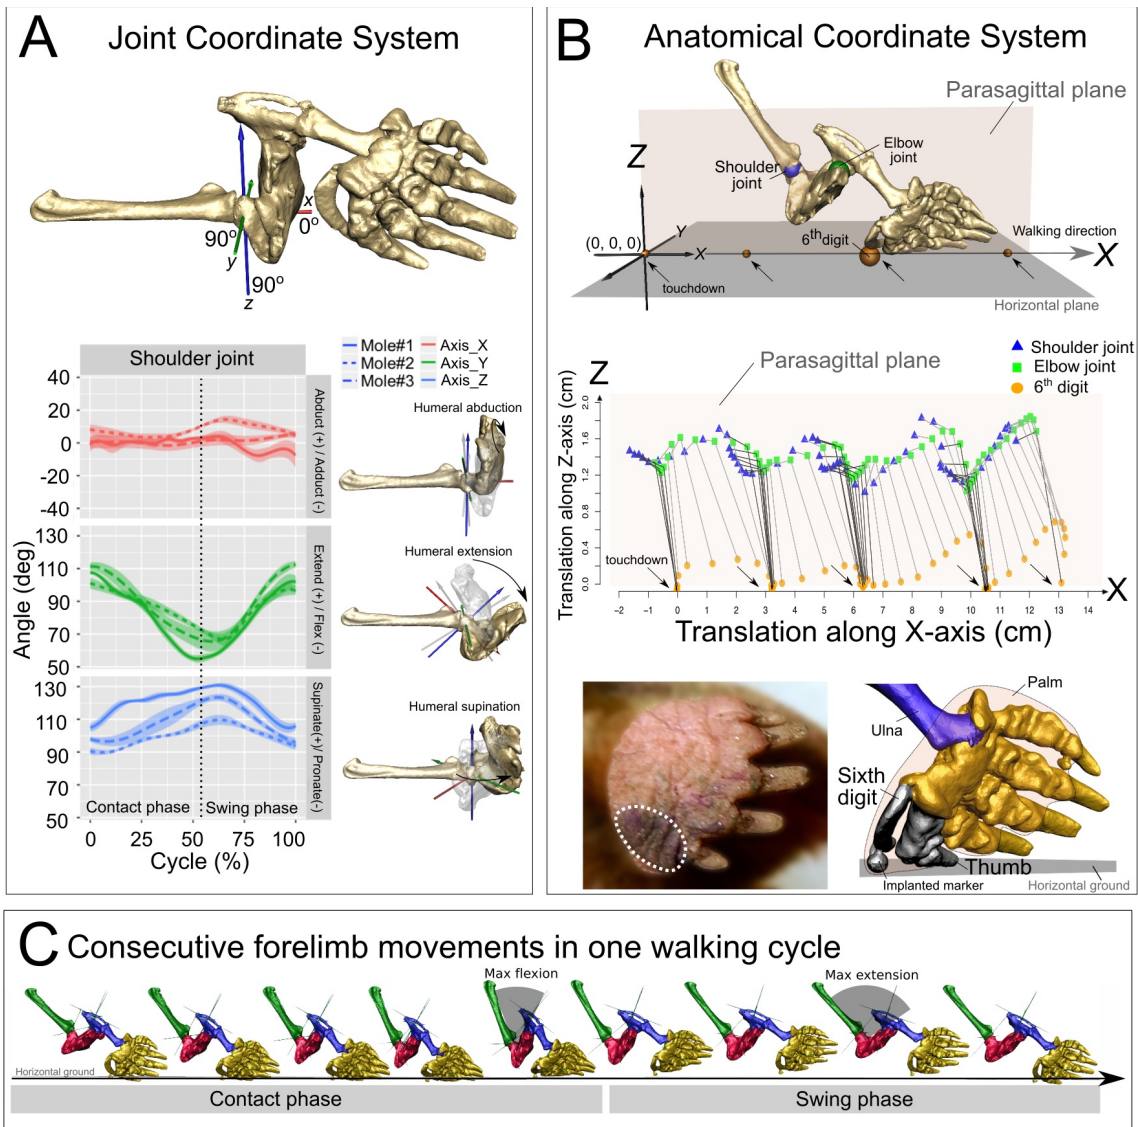 A
Joint Coordinate System
x
0°
90°
y
90°
z
Shoulder joint
Mole#1
Mole#2
Mole#3
Axis_X
Axis_Y
Axis_Z
40
20
0
-20
-40
Abduct (+) / Adduct (-)
130
110
90
70
50
Extend (+) / Flex (-)
130
110
90
70
50
Supinate(+)/ Pronate(-)
Angle (deg)
Contact phase
Swing phase
0
25
50
75
100
Cycle (%)
Humeral abduction
Humeral extension
Humeral supination
B
Anatomical Coordinate System
Parasagittal plane
Elbow
joint
Shoulder
joint
Z
Y
X
(0, 0, 0)
6th digit
Walking direction
X
touchdown
Horizontal plane
Shoulder joint
Elbow joint
6th digit
Parasagittal plane
Z
Translation along Z-axis (cm)
2.0
1.6
1.2
0.8
0.4
0.0
touchdown
X
-2
-1
0
1
2
3
4
5
6
7
8
9
10
11
12
13
14
Translation along X-axis (cm)
Palm
Ulna
Sixth
digit
Thumb
Implanted marker
Horizontal ground
C
Consecutive forelimb movements in one walking cycle
Max flexion
Max extension
Horizontal ground
Contact phase
Swing phase